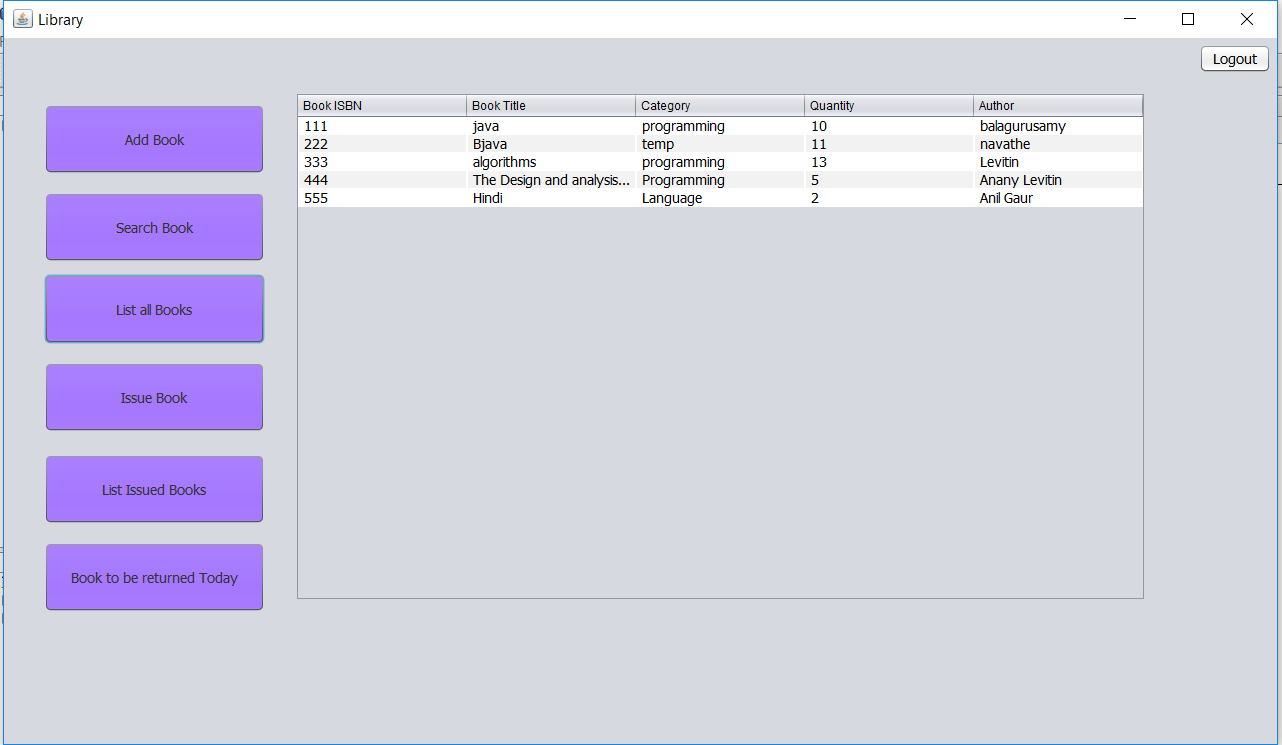 Library
Logout
Add Book
Search Book
List all Books
Issue Book
List Issued Books
Book to be returned Today
Book ISBN Book Title Category Quantity Author
111 java programming 10 balagurusamy
222 Bjava temp 11 navathe
333 algorithms programming 13 Levitin
444 The Design and analysis... Programming 5 Anany Levitin
555 Hindi Language 2 Anil Gaur